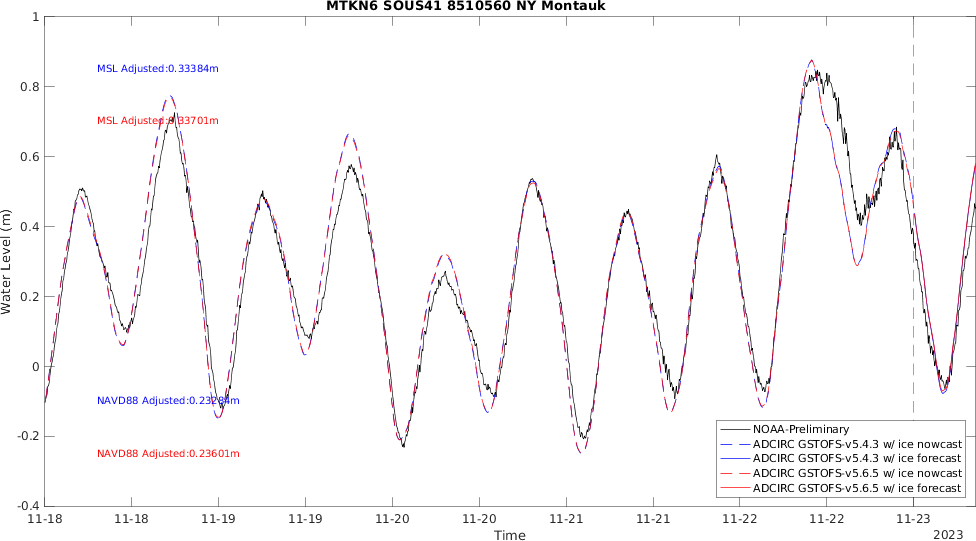 MTKN6 SOUS41 8510560 NY Montauk
1
0.8
0.6
0.4
0.2
0
-0.2
-0.4
Water Level (m)
MSL Adjusted:0.33384m
MSL Adjusted:0.33701m
NAVD88 Adjusted:0.23284m
NAVD88 Adjusted:0.23601m
NOAA-Preliminary
ADCIRC GSTOFS-v5.4.3 w/ ice nowcast
ADCIRC GSTOFS-v5.4.3 w/ ice forecast
ADCIRC GSTOFS-v5.6.5 w/ ice nowcast
ADCIRC GSTOFS-v5.6.5 w/ ice forecast
11-18 11-18 11-19 11-19 11-20 11-20 11-21 11-21 11-22 11-22 11-23
Time
2023